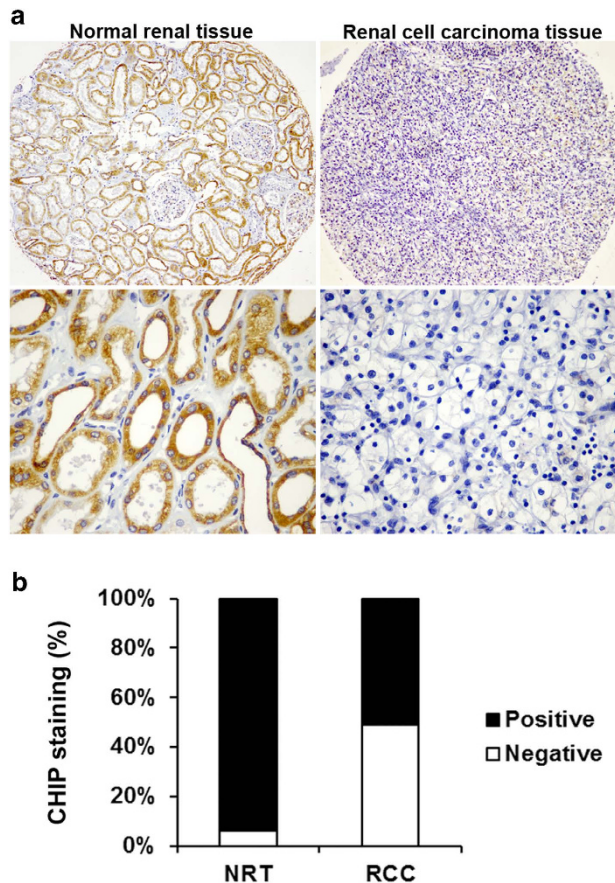 a
Normal renal tissue Renal cell carcinoma tissue
b
CHIP staining (%)
100%
80%
60%
40%
20%
0%
NRT RCC
Positive
Negative